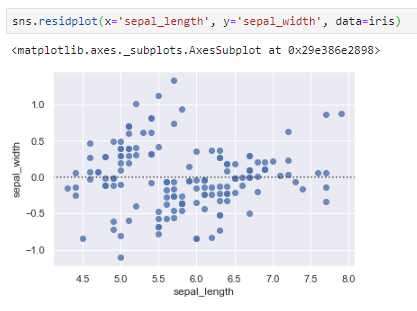 sns.residplot(x='sepal_length', y='sepal_width', data=iris)
<matplotlib.axes._subplots.AxesSubplot at 0x29e386e2898>
1.0
0.5
0.0
−0.5
−1.0
sepal_width
4.5 5.0 5.5 6.0 6.5 7.0 7.5 8.0
sepal_length